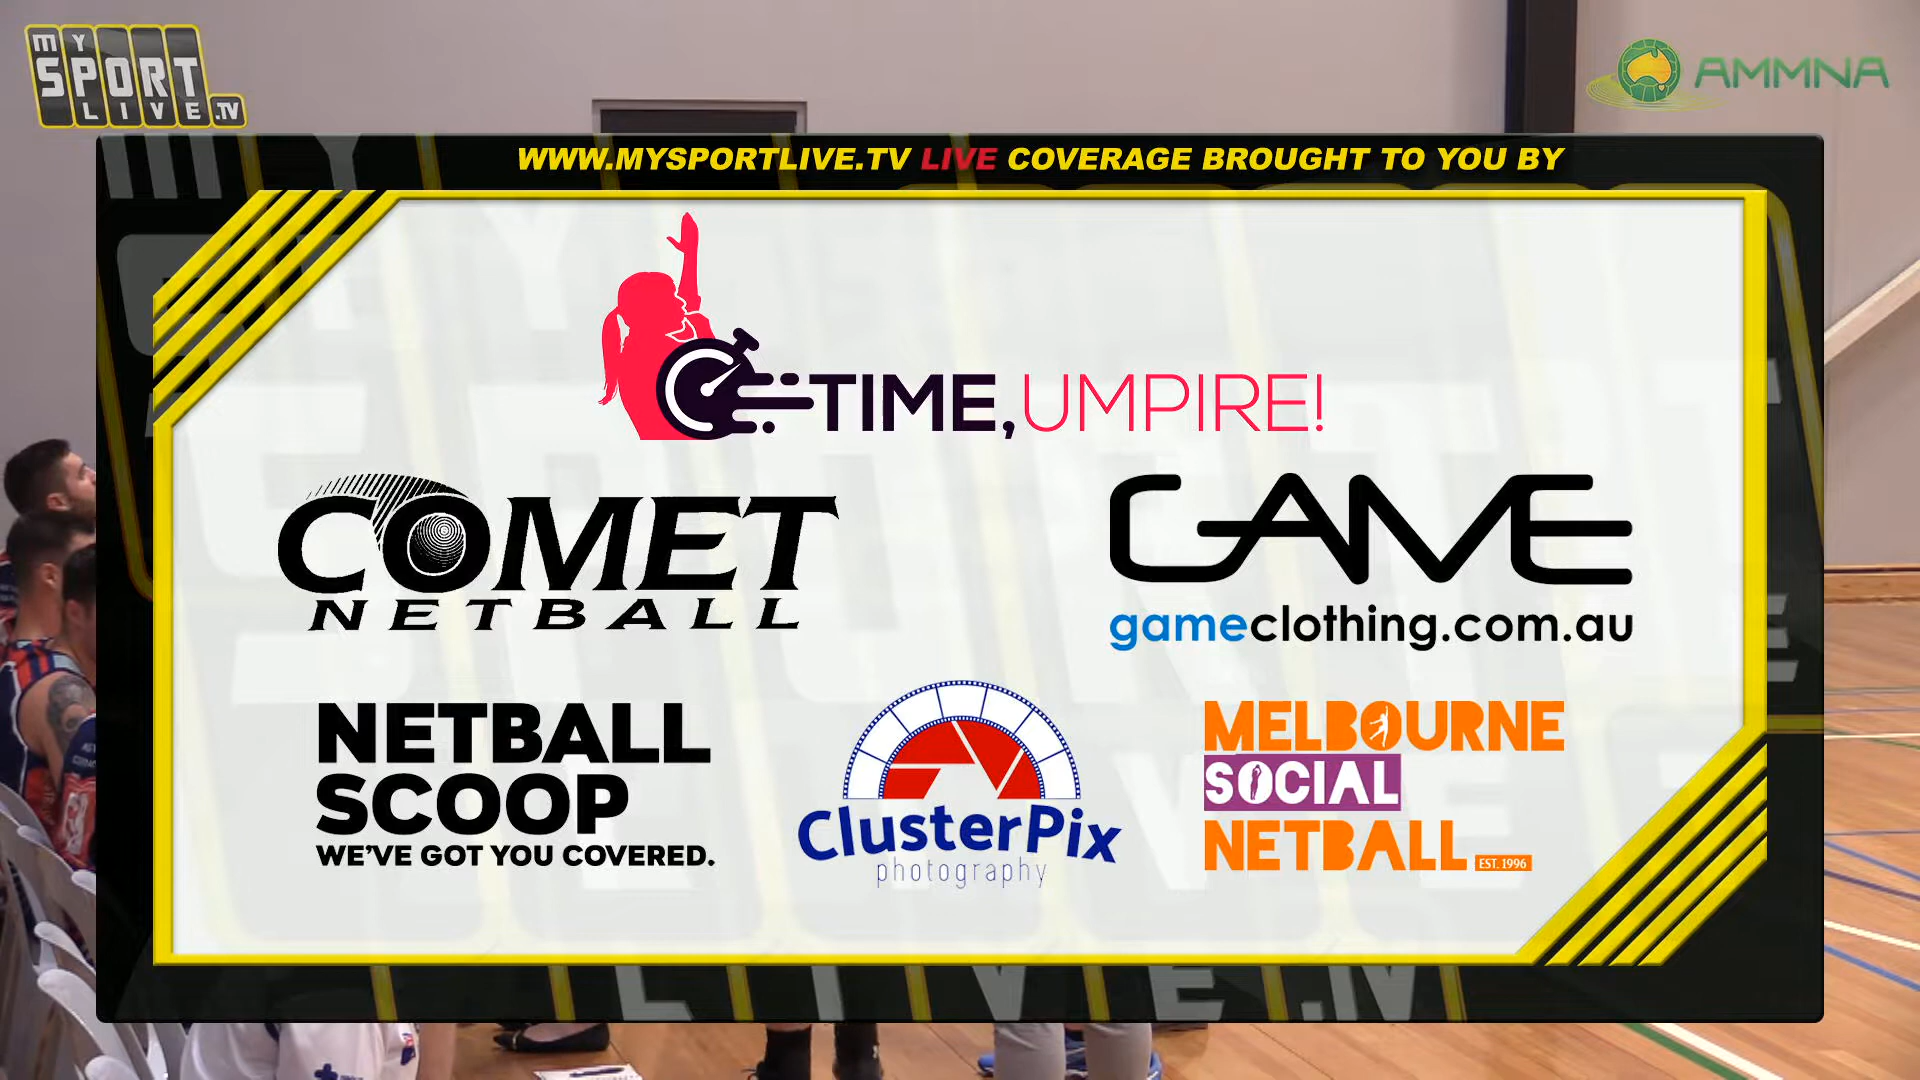 MY
SPORT
LIVE.TV
AMMNA
WWW.MYSPORTLIVE.TV LIVE COVERAGE BROUGHT TO YOU BY
TIME, UMPIRE!
COMET
NETBALL
GAME
gameclothing.com.au
NETBALL
SCOOP
WE'VE GOT YOU COVERED.
ClusterPix
photography
MELBOURNE
SOCIAL
NETBALL
EST. 1996